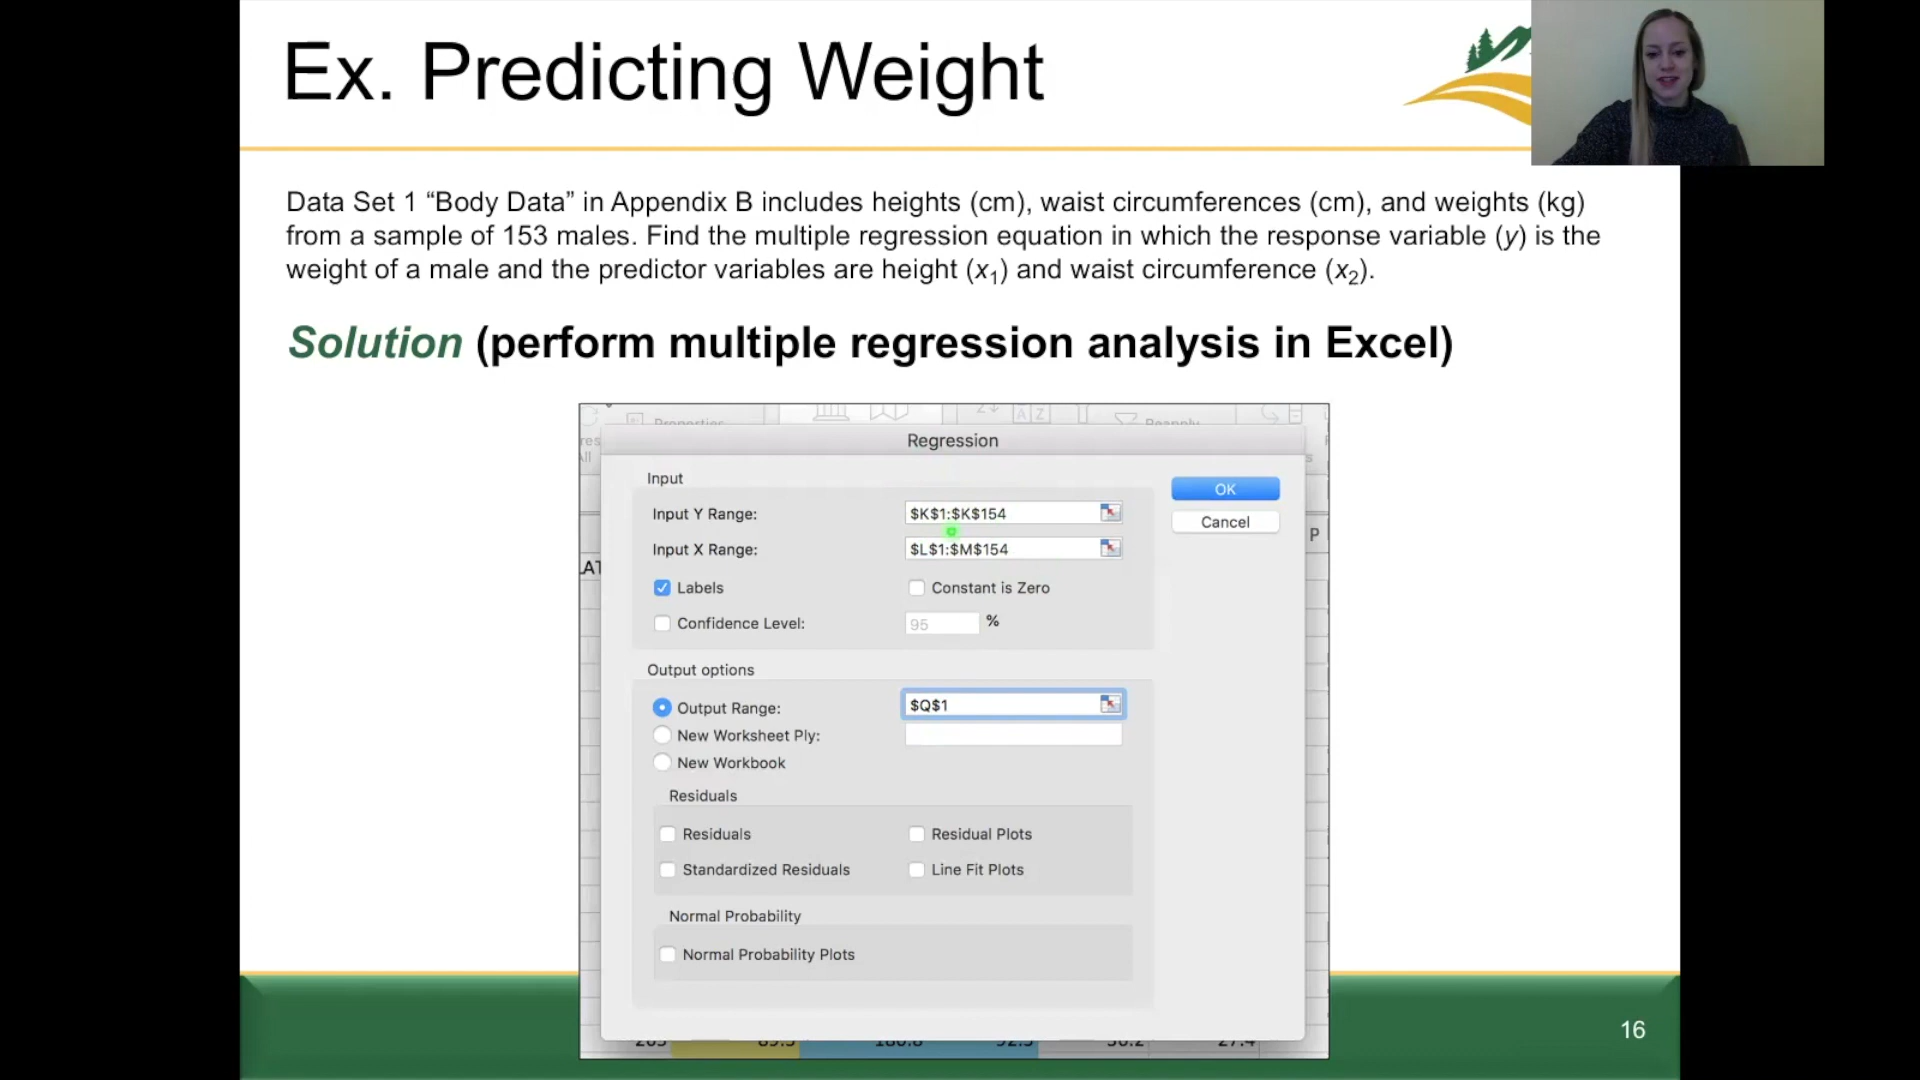 Ex. Predicting Weight
Data Set 1 “Body Data” in Appendix B includes heights (cm), waist circumferences (cm), and weights (kg)
from a sample of 153 males. Find the multiple regression equation in which the response variable (y) is the
weight of a male and the predictor variables are height (x₁) and waist circumference (x₂).
Solution (perform multiple regression analysis in Excel)
Properties
Reapply
Regression
Input
OK
Input Y Range: $K$1:$K$154
Cancel
P
Input X Range: $L$1:$M$154
Labels Constant is Zero
Confidence Level: 95 %
Output options
Output Range: $Q$1
New Worksheet Ply:
New Workbook
Residuals
Residuals Residual Plots
Standardized Residuals Line Fit Plots
Normal Probability
Normal Probability Plots
16